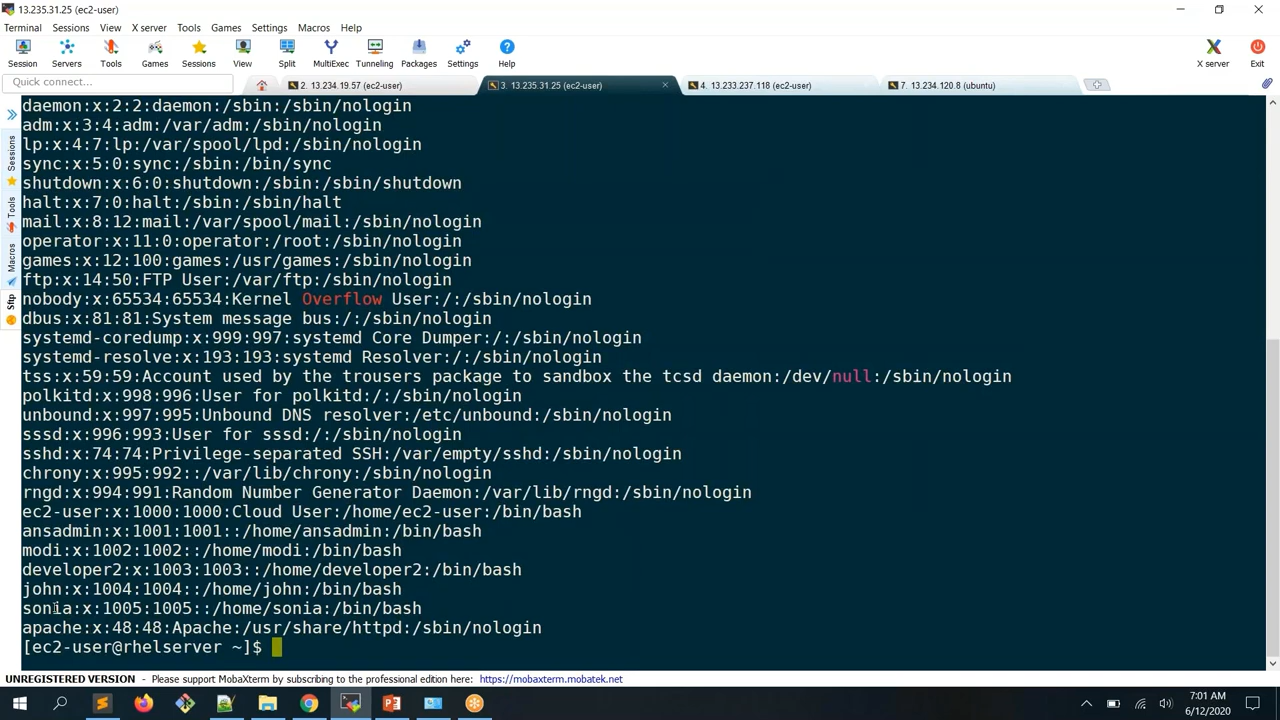 13.235.31.25 (ec2-user)
Terminal Sessions View X server Tools Games Settings Macros Help
Session Servers Tools Games Sessions View Split MultiExec Tunneling Packages Settings Help X server Exit
Quick connect...
2. 13.234.19.57 (ec2-user)
3. 13.235.31.25 (ec2-user)
4. 13.233.237.118 (ec2-user)
7. 13.234.120.8 (ubuntu)
Sessions
Tools
Macros
Sftp
daemon:x:2:2:daemon:/sbin:/sbin/nologin
adm:x:3:4:adm:/var/adm:/sbin/nologin
lp:x:4:7:lp:/var/spool/lpd:/sbin/nologin
sync:x:5:0:sync:/sbin:/bin/sync
shutdown:x:6:0:shutdown:/sbin:/sbin/shutdown
halt:x:7:0:halt:/sbin:/sbin/halt
mail:x:8:12:mail:/var/spool/mail:/sbin/nologin
operator:x:11:0:operator:/root:/sbin/nologin
games:x:12:100:games:/usr/games:/sbin/nologin
ftp:x:14:50:FTP User:/var/ftp:/sbin/nologin
nobody:x:65534:65534:Kernel Overflow User:/:/sbin/nologin
dbus:x:81:81:System message bus:/:/sbin/nologin
systemd-coredump:x:999:997:systemd Core Dumper:/:/sbin/nologin
systemd-resolve:x:193:193:systemd Resolver:/:/sbin/nologin
tss:x:59:59:Account used by the trousers package to sandbox the tcsd daemon:/dev/null:/sbin/nologin
polkitd:x:998:996:User for polkitd:/:/sbin/nologin
unbound:x:997:995:Unbound DNS resolver:/etc/unbound:/sbin/nologin
sssd:x:996:993:User for sssd:/:/sbin/nologin
sshd:x:74:74:Privilege-separated SSH:/var/empty/sshd:/sbin/nologin
chrony:x:995:992::/var/lib/chrony:/sbin/nologin
rngd:x:994:991:Random Number Generator Daemon:/var/lib/rngd:/sbin/nologin
ec2-user:x:1000:1000:Cloud User:/home/ec2-user:/bin/bash
ansadmin:x:1001:1001::/home/ansadmin:/bin/bash
modi:x:1002:1002::/home/modi:/bin/bash
developer2:x:1003:1003::/home/developer2:/bin/bash
john:x:1004:1004::/home/john:/bin/bash
sonia:x:1005:1005::/home/sonia:/bin/bash
apache:x:48:48:Apache:/usr/share/httpd:/sbin/nologin
[ec2-user@rhelserver ~]$
UNREGISTERED VERSION - Please support MobaXterm by subscribing to the professional edition here: https://mobaxterm.mobatek.net
7:01 AM
6/12/2020